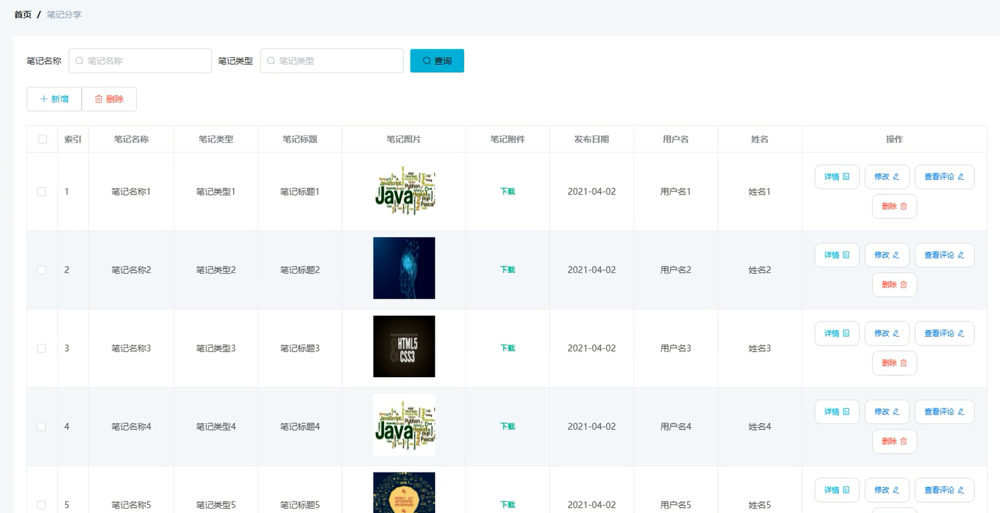 首页 / 笔记分享
笔记名称 笔记名称 笔记类型 笔记类型 查询
新增 删除
索引 笔记名称 笔记类型 笔记标题 笔记图片 笔记附件 发布日期 用户名 姓名 操作
1 笔记名称1 笔记类型1 笔记标题1 下载 2021-04-02 用户名1 姓名1 详情 修改 查看评论
删除
JavaScript
Python
Java
Haskell
C++
PHP
Pascal
2 笔记名称2 笔记类型2 笔记标题2 下载 2021-04-02 用户名2 姓名2 详情 修改 查看评论
删除
3 笔记名称3 笔记类型3 笔记标题3 下载 2021-04-02 用户名3 姓名3 详情 修改 查看评论
删除
& HTML5
CSS3
4 笔记名称4 笔记类型4 笔记标题4 下载 2021-04-02 用户名4 姓名4 详情 修改 查看评论
删除
JavaScript
Python
Java
Haskell
C++
PHP
Pascal
5 笔记名称5 笔记类型5 笔记标题5 下载 2021-04-02 用户名5 姓名5 详情 修改 查看评论